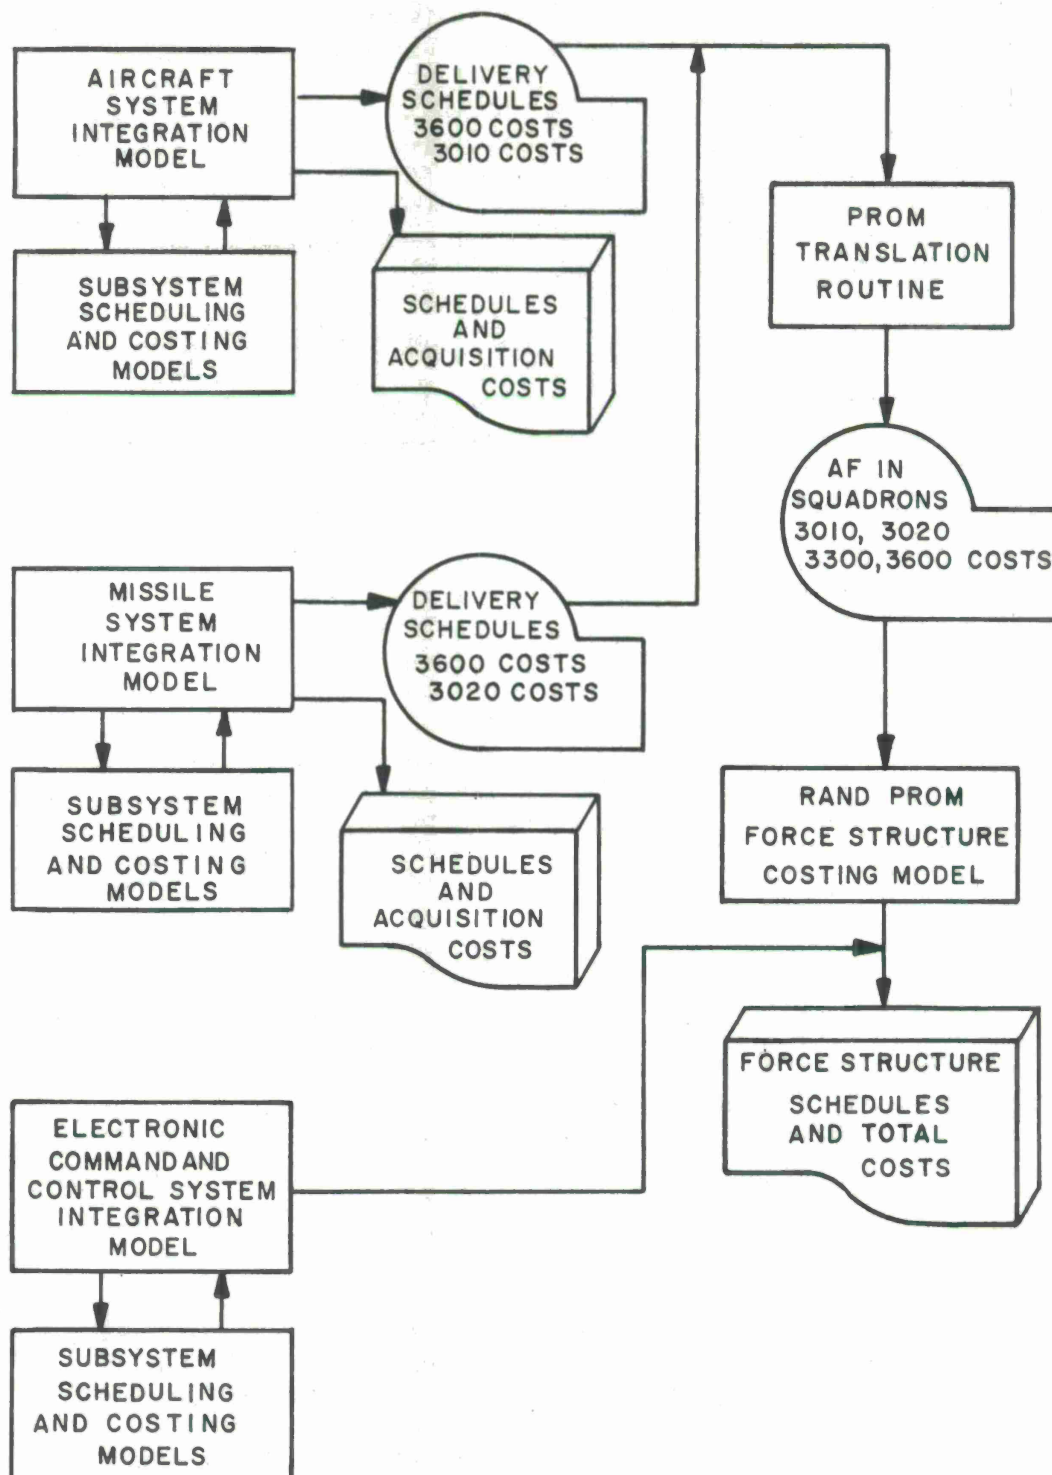 AIRCRAFT
SYSTEM
INTEGRATION
MODEL
DELIVERY
SCHEDULES
3600 COSTS
3010 COSTS
SUBSYSTEM
SCHEDULING
AND COSTING
MODELS
SCHEDULES
AND
ACQUISITION
COSTS
PROM
TRANSLATION
ROUTINE
AF IN
SQUADRONS
3010, 3020
3300,3600 COSTS
MISSILE
SYSTEM
INTEGRATION
MODEL
DELIVERY
SCHEDULES
3600 COSTS
3020 COSTS
SUBSYSTEM
SCHEDULING
AND COSTING
MODELS
SCHEDULES
AND
ACQUISITION
COSTS
RAND PROM
FORCE STRUCTURE
COSTING MODEL
FORCE STRUCTURE
SCHEDULES
AND TOTAL
COSTS
ELECTRONIC
COMMAND AND
CONTROL SYSTEM
INTEGRATION
MODEL
SUBSYSTEM
SCHEDULING
AND COSTING
MODELS